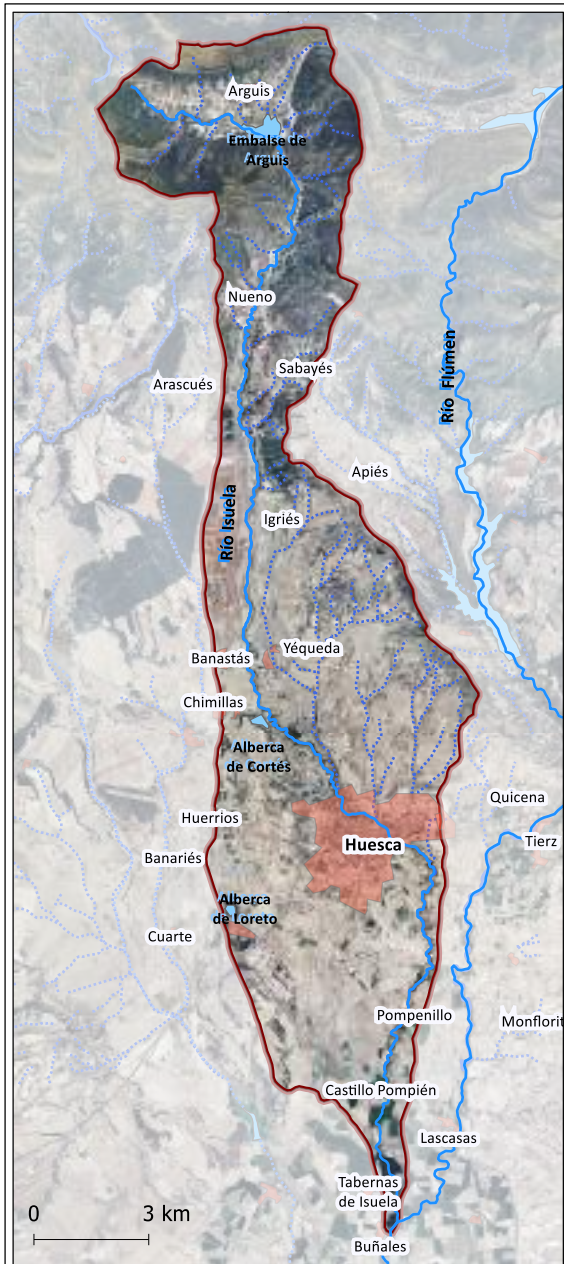 Arguis
Embalse de
Arguis
Nueno
Río Flúmen
Sabayés
Arascués
Apiés
Río Isuela
Igriés
Yéqueda
Banastás
Chimillas
Alberca
de Cortés
Quicena
Huerrios
Tierz
Huesca
Banariés
Alberca
de Loreto
Cuarte
Pompenillo
Monflorit
Castillo Pompién
Lascasas
Tabernas
de Isuela
0 3 km
Buñales